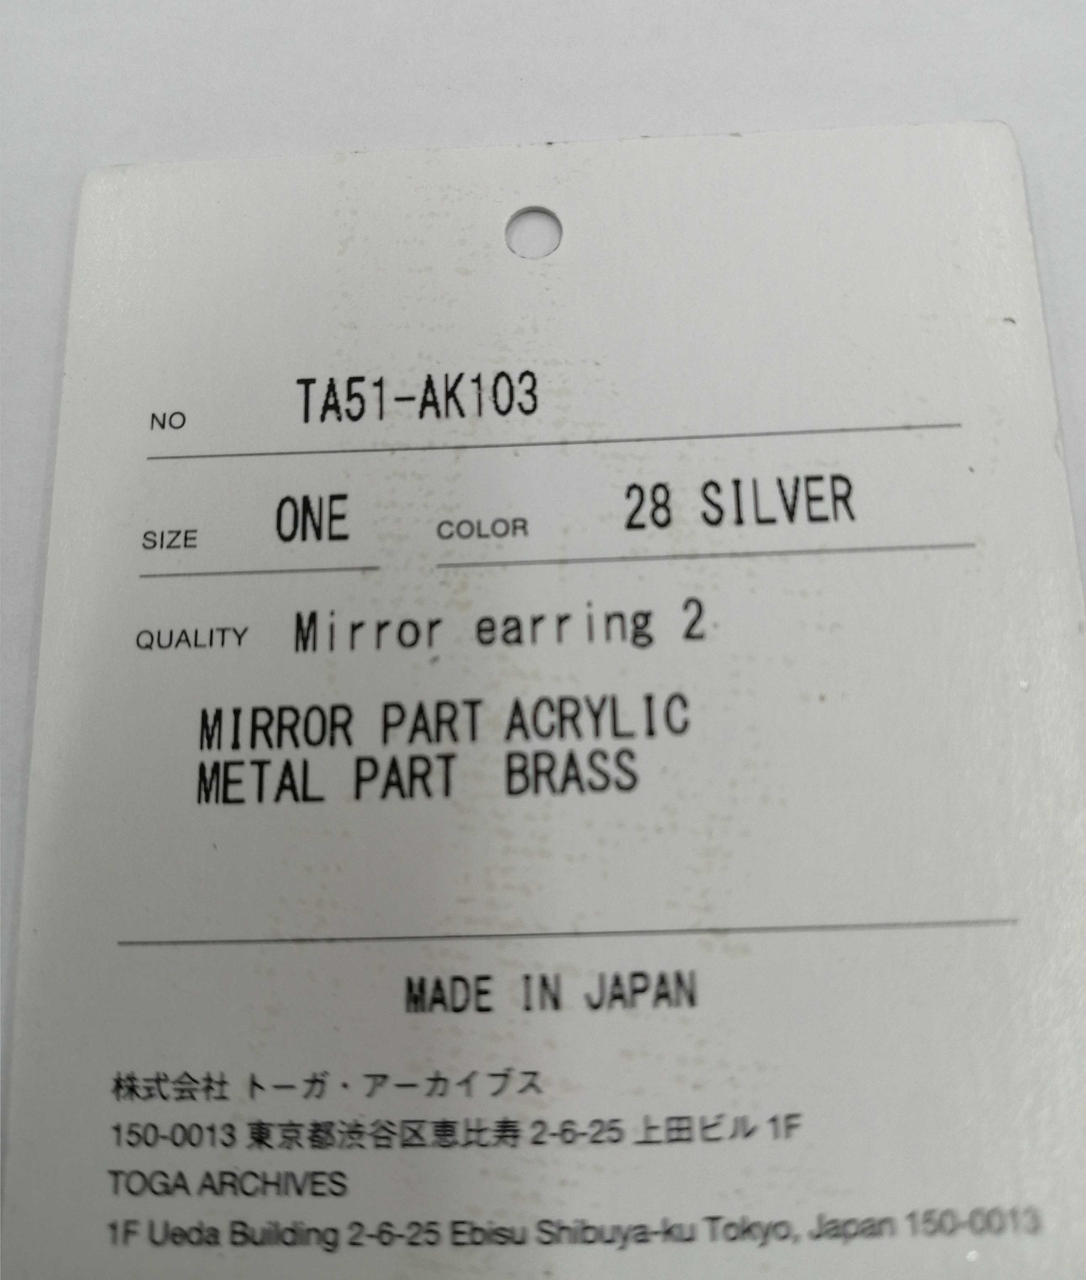 NO TA51-AK103
SIZE ONE COLOR 28 SILVER
QUALITY Mirror earring 2
MIRROR PART ACRYLIC
METAL PART BRASS
MADE IN JAPAN
株式会社 トーガ・アーカイブス
150-0013 東京都渋谷区恵比寿 2-6-25 上田ビル 1F
TOGA ARCHIVES
1F Ueda Building 2-6-25 Ebisu Shibuya-ku Tokyo, Japan 150-0013